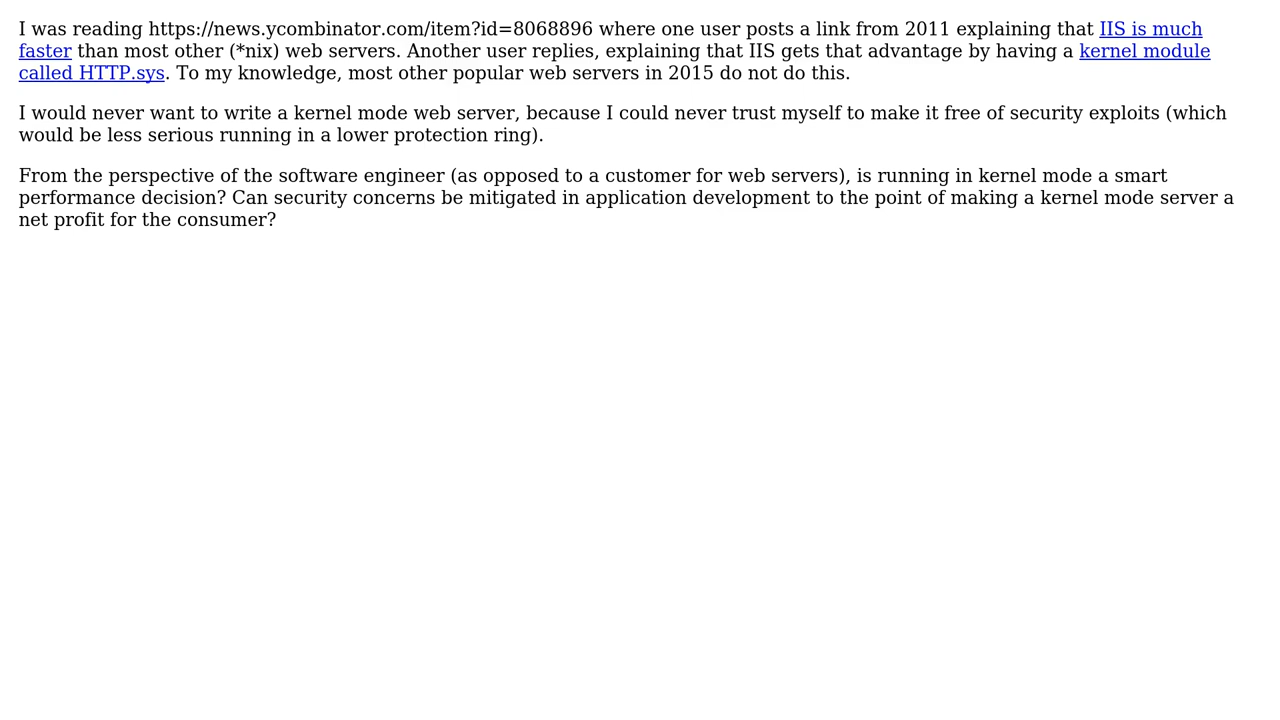 I was reading https://news.ycombinator.com/item?id=8068896 where one user posts a link from 2011 explaining that IIS is much
faster than most other (*nix) web servers. Another user replies, explaining that IIS gets that advantage by having a kernel module
called HTTP.sys. To my knowledge, most other popular web servers in 2015 do not do this.
I would never want to write a kernel mode web server, because I could never trust myself to make it free of security exploits (which
would be less serious running in a lower protection ring).
From the perspective of the software engineer (as opposed to a customer for web servers), is running in kernel mode a smart
performance decision? Can security concerns be mitigated in application development to the point of making a kernel mode server a
net profit for the consumer?